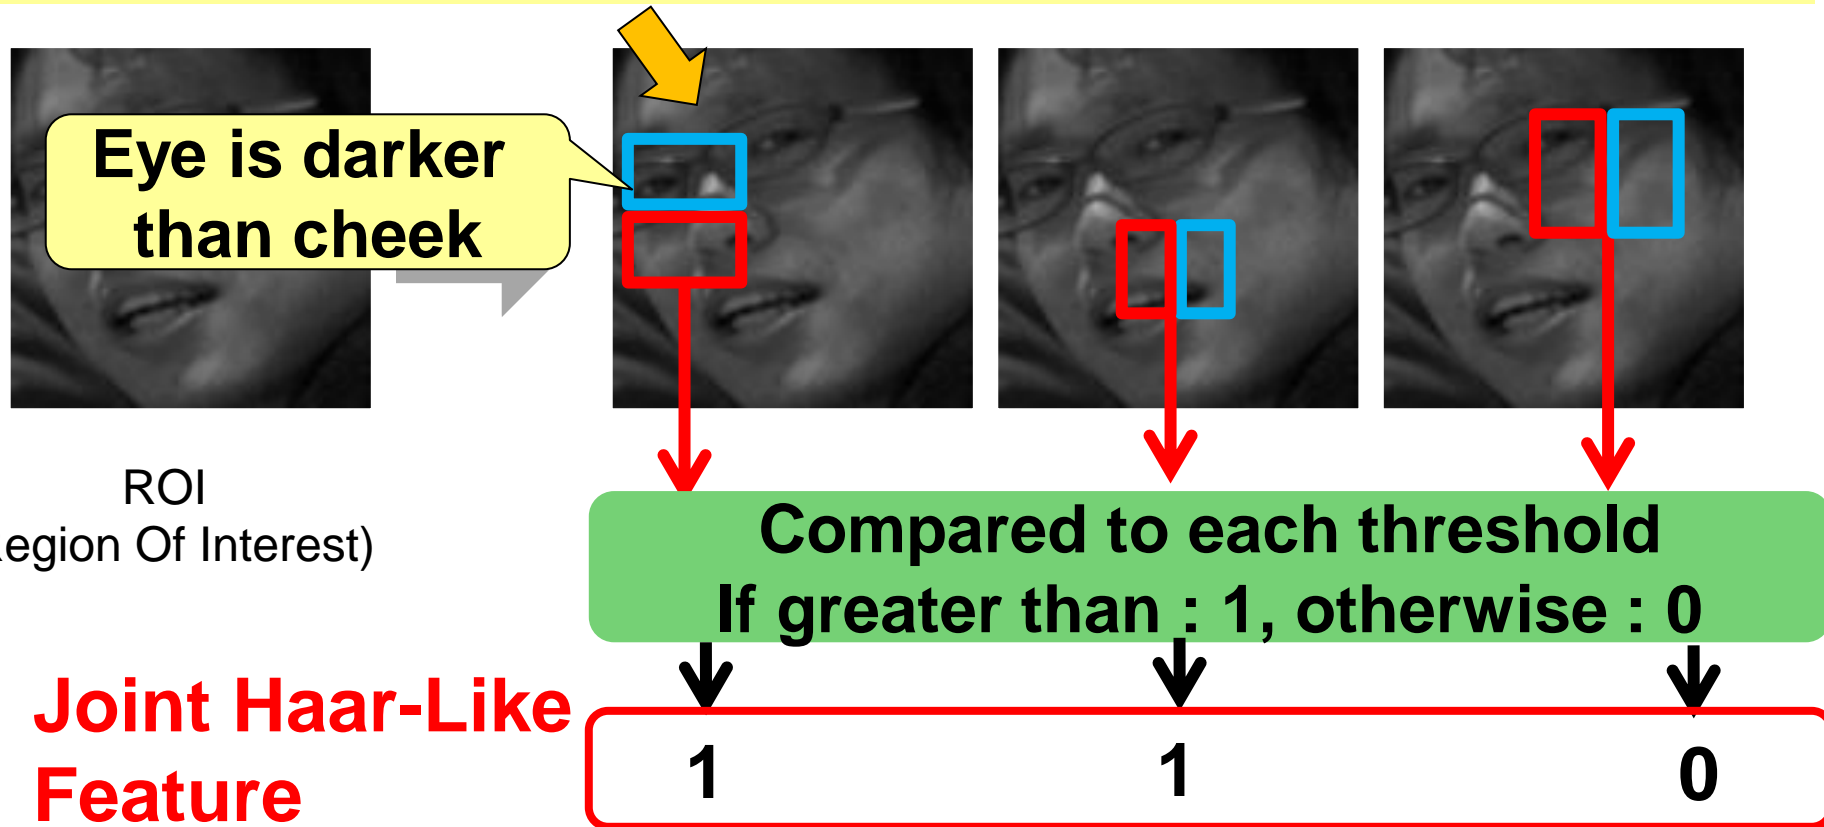 Eye is darker
than cheek
ROI
egion Of Interest)
Compared to each threshold
If greater than : 1, otherwise : 0
Joint Haar-Like
Feature
1 1 0